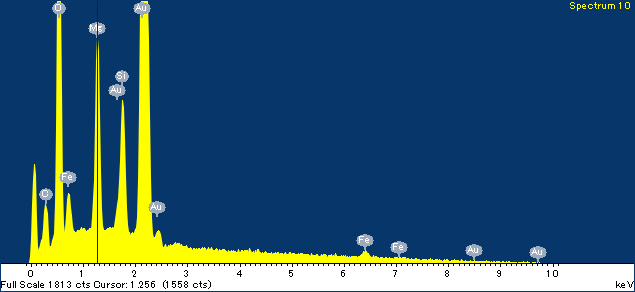 Spectrum 10
O Au
Mg
Si
Au
Fe
C
Au
Fe
Fe
Au
Au
0 1 2 3 4 5 6 7 8 9 10
Full Scale 1813 cts Cursor: 1.256 (1558 cts) keV